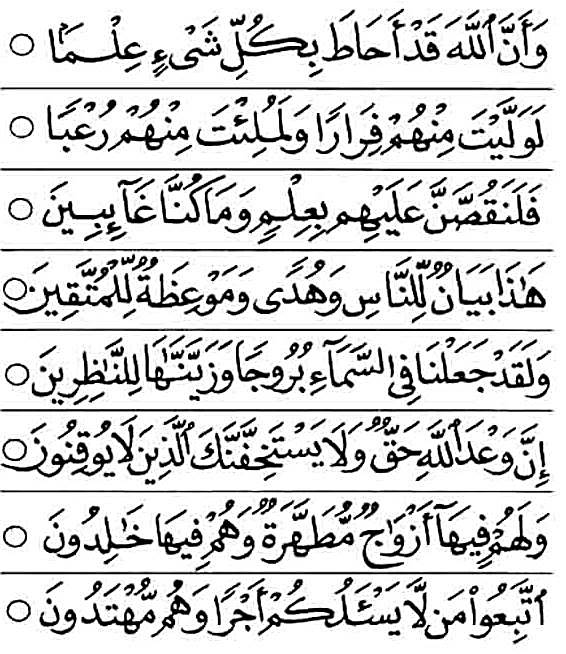 وَأَنَّ ٱللَّهَ قَدْ أَحَاطَ بِكُلِّ شَىْءٍ عِلْمًۢا ○
لَوَلَّيْتَ مِنْهُمْ فِرَارًا وَلَمُلِئْتَ مِنْهُمْ رُعْبًا ○
فَلَنَقُصَّنَّ عَلَيْهِم بِعِلْمٍ وَمَا كُنَّا غَآئِبِينَ ○
هَٰذَا بَيَانٌ لِّلنَّاسِ وَهُدًى وَمَوْعِظَةٌ لِّلْمُتَّقِينَ ○
وَلَقَدْ جَعَلْنَا فِى السَّمَآءِ بُرُوجًا وَزَيَّنَّٰهَا لِلنَّٰظِرِينَ ○
إِنَّ وَعْدَ ٱللَّهِ حَقٌّ وَلَا يَسْتَخِفَّنَّكَ ٱلَّذِينَ لَا يُوقِنُونَ ○
وَلَهُمْ فِيهَآ أَزْوَٰجٌ مُّطَهَّرَةٌ وَهُمْ فِيهَا خَٰلِدُونَ ○
ٱتَّبِعُوا۟ مَن لَّا يَسْـَٔلُكُمْ أَجْرًا وَهُم مُّهْتَدُونَ ○